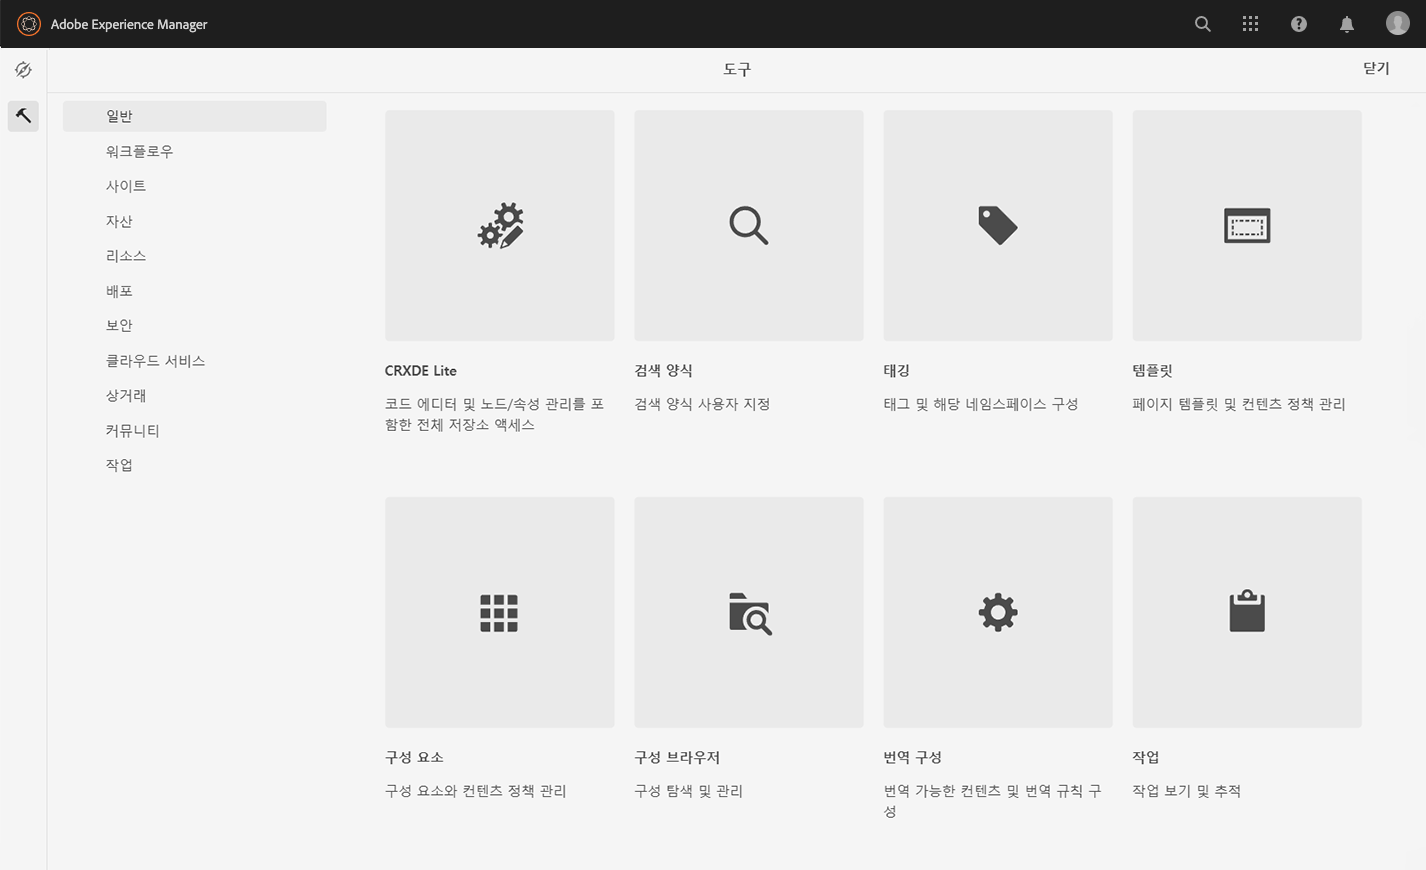 Adobe Experience Manager
도구
닫기
일반
워크플로우
사이트
자산
리소스
배포
보안
클라우드 서비스
상거래
커뮤니티
작업
CRXDE Lite
코드 에디터 및 노드/속성 관리를 포
함한 전체 저장소 액세스
검색 양식
검색 양식 사용자 지정
태깅
태그 및 해당 네임스페이스 구성
템플릿
페이지 템플릿 및 컨텐츠 정책 관리
구성 요소
구성 요소와 컨텐츠 정책 관리
구성 브라우저
구성 탐색 및 관리
번역 구성
번역 가능한 컨텐츠 및 번역 규칙 구
성
작업
작업 보기 및 추적